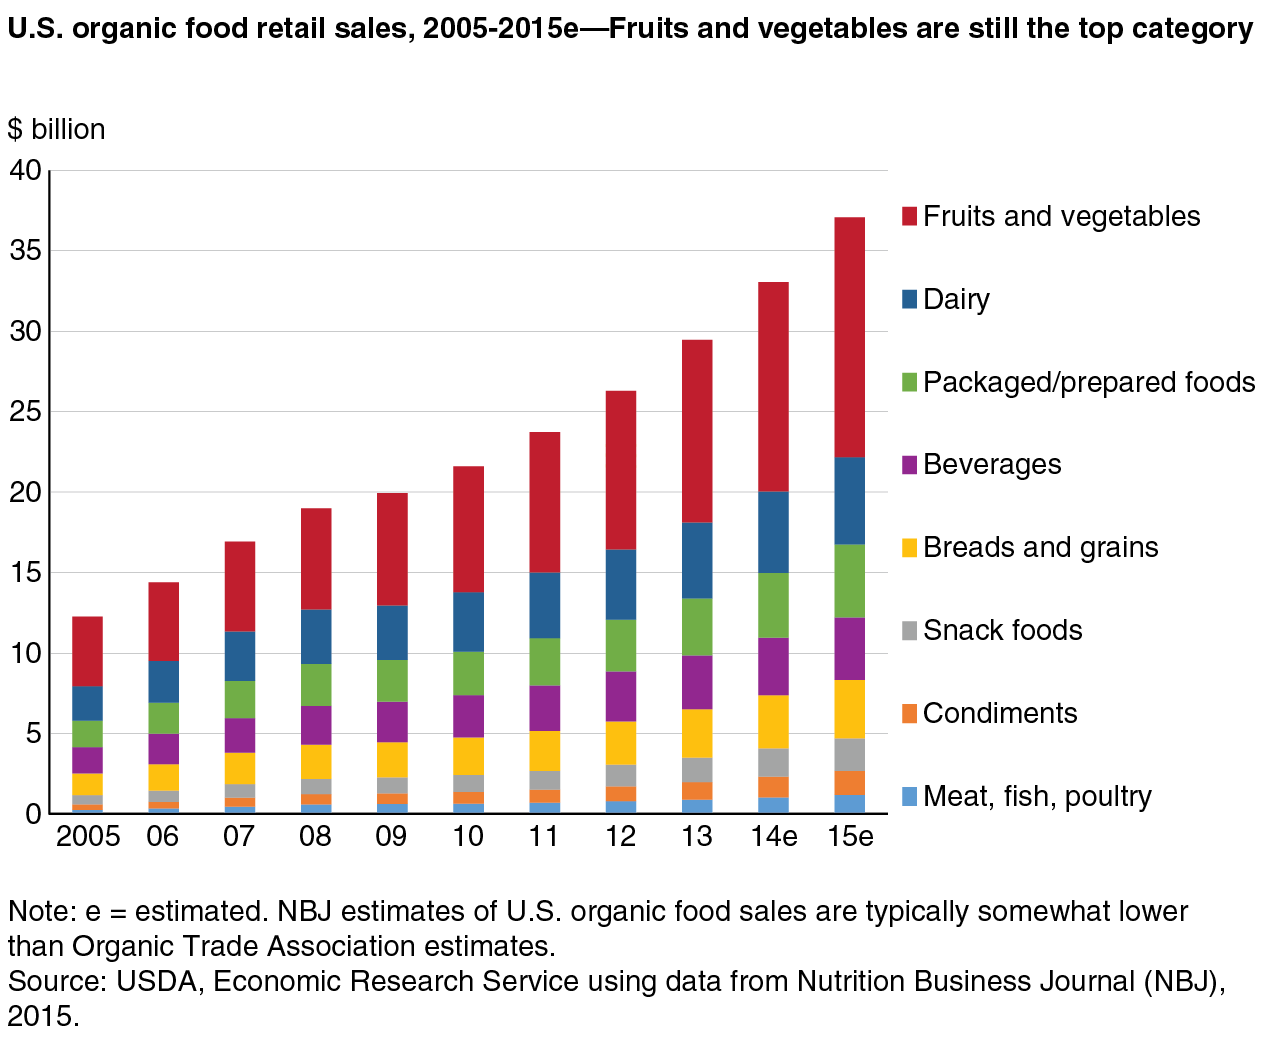 U.S. organic food retail sales, 2005-2015e—Fruits and vegetables are still the top category
$ billion
40
35
30
25
20
15
10
5
0
2005 06 07 08 09 10 11 12 13 14e 15e
Fruits and vegetables
Dairy
Packaged/prepared foods
Beverages
Breads and grains
Snack foods
Condiments
Meat, fish, poultry
Note: e = estimated. NBJ estimates of U.S. organic food sales are typically somewhat lower
than Organic Trade Association estimates.
Source: USDA, Economic Research Service using data from Nutrition Business Journal (NBJ),
2015.